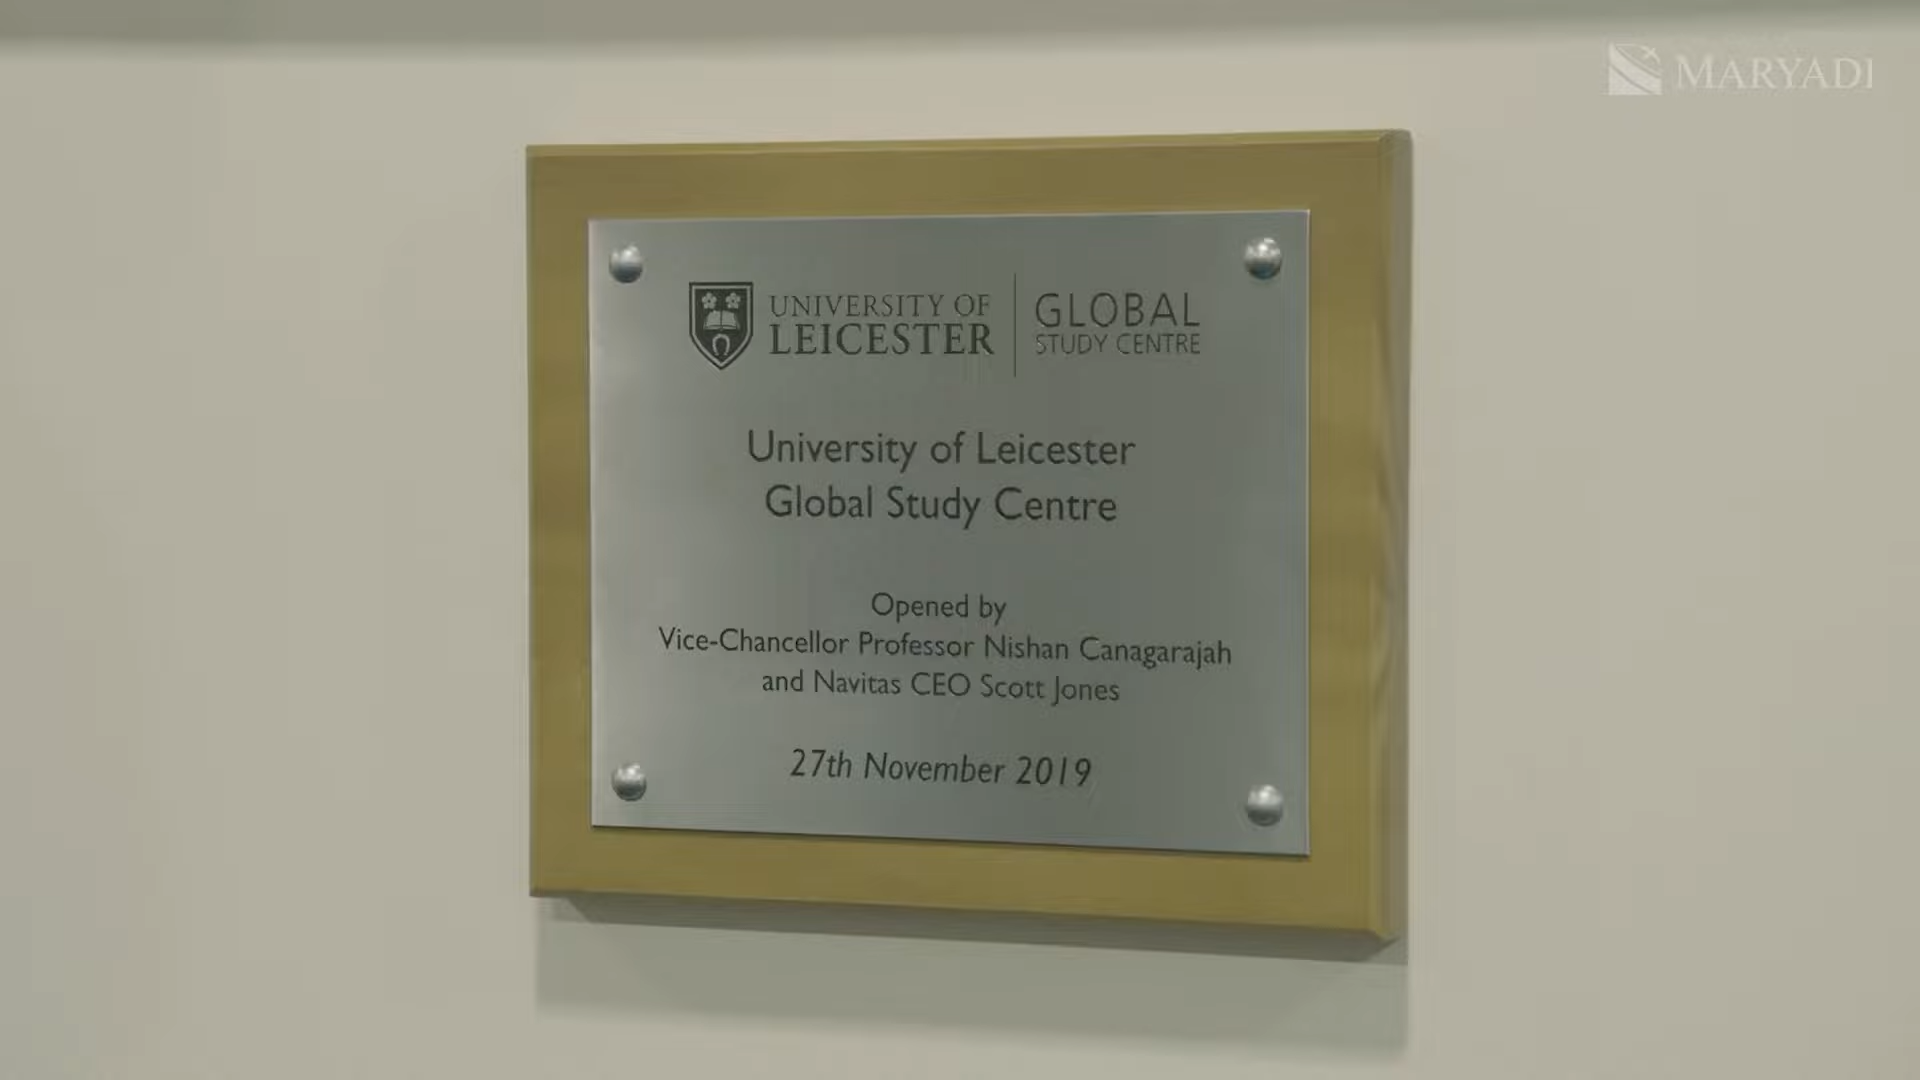 MARYADI
UNIVERSITY OF
LEICESTER
GLOBAL
STUDY CENTRE
University of Leicester
Global Study Centre
Opened by
Vice-Chancellor Professor Nishan Canagarajah
and Navitas CEO Scott Jones
27th November 2019